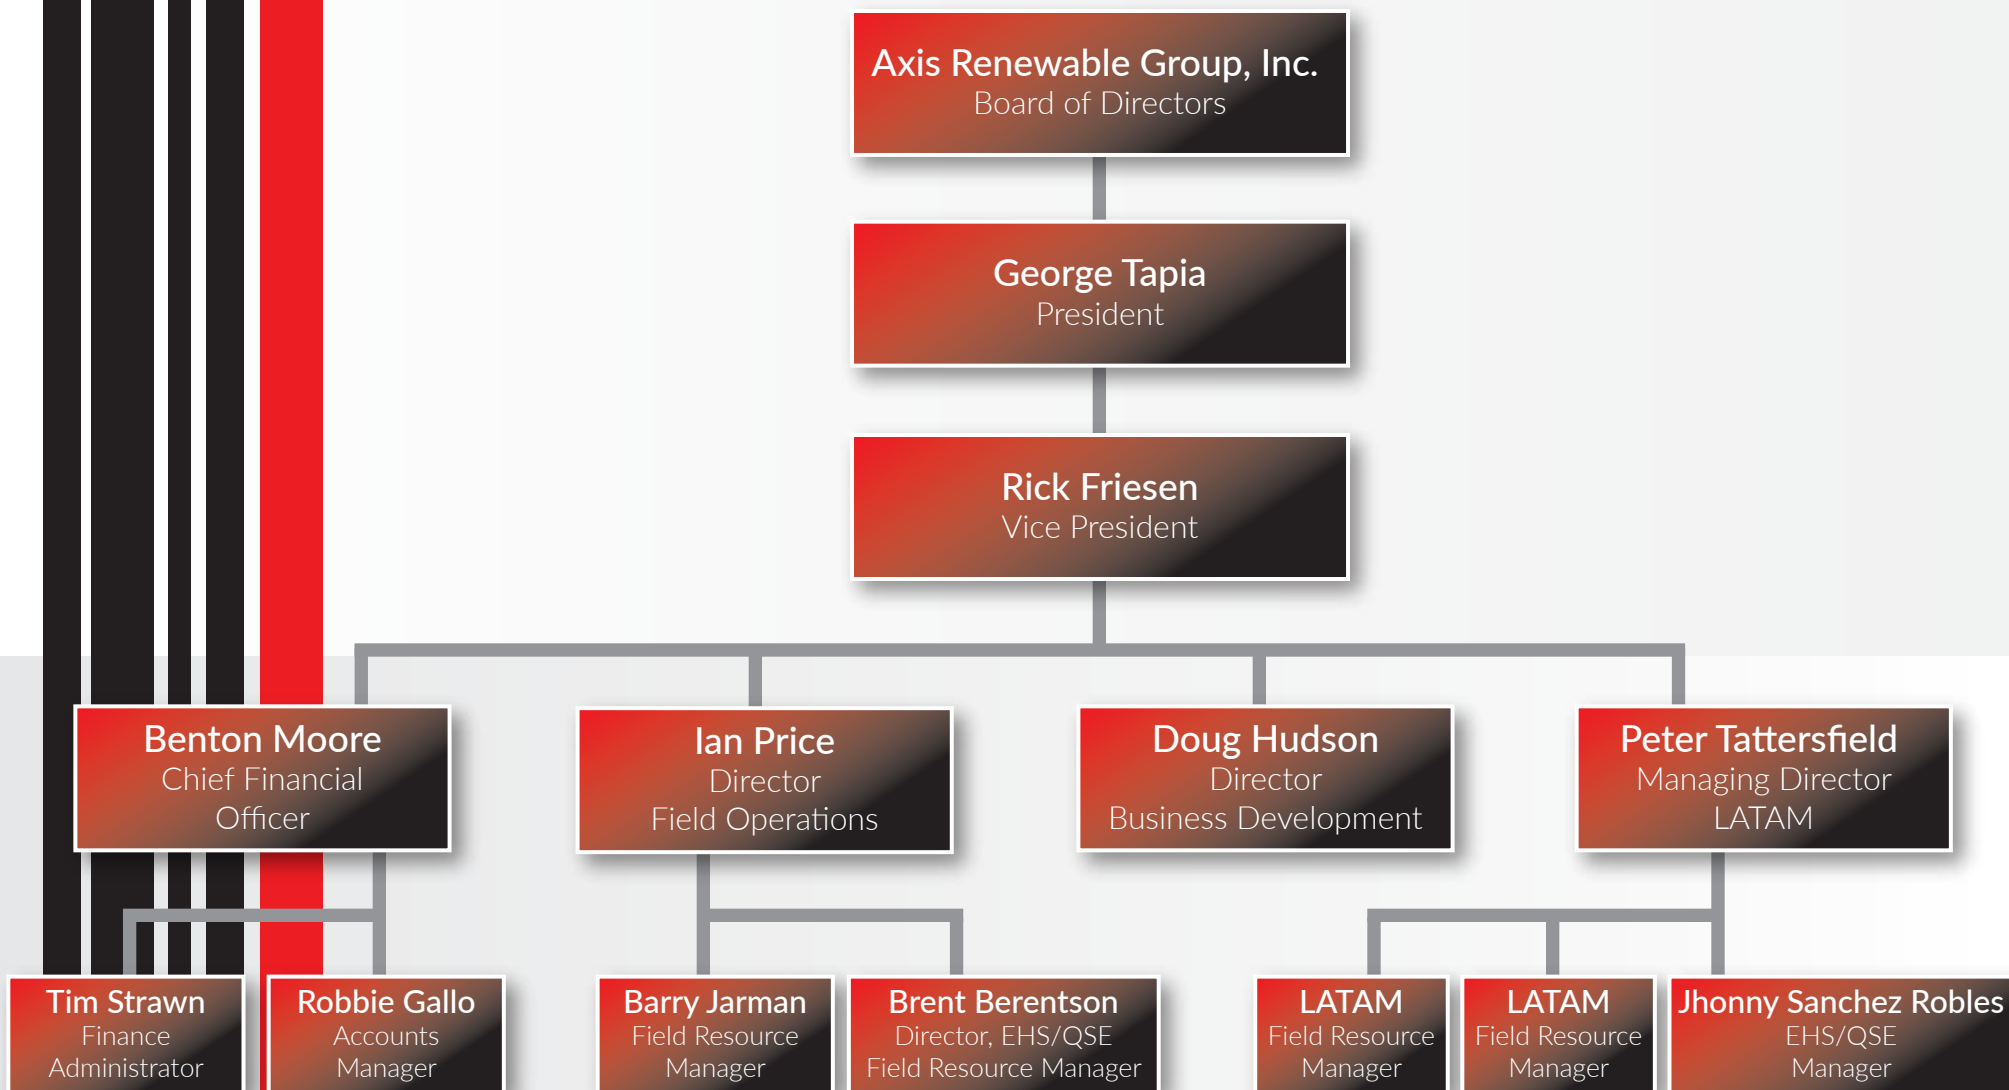 Axis Renewable Group, Inc.
Board of Directors
George Tapia
President
Rick Friesen
Vice President
Benton Moore
Chief Financial
Officer
Ian Price
Director
Field Operations
Doug Hudson
Director
Business Development
Peter Tattersfield
Managing Director
LATAM
Tim Strawn
Finance
Administrator
Robbie Gallo
Accounts
Manager
Barry Jarman
Field Resource
Manager
Brent Berentson
Director, EHS/QSE
Field Resource Manager
LATAM
Field Resource
Manager
LATAM
Field Resource
Manager
Jhonny Sanchez Robles
EHS/QSE
Manager